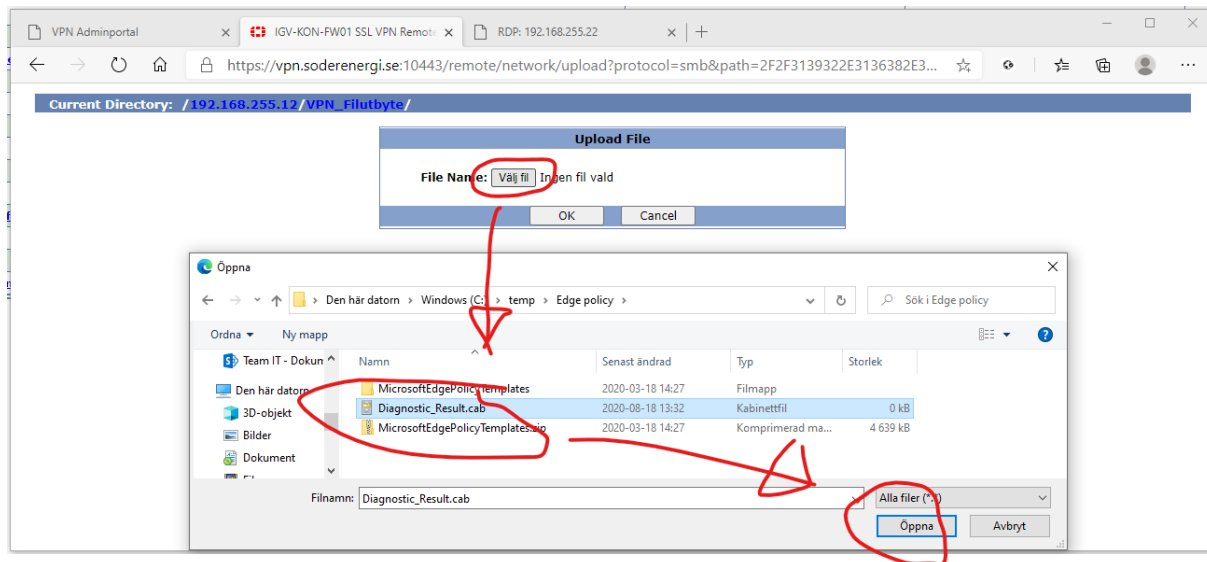 VPN Adminportal
IGV-KON-FW01 SSL VPN Remot
RDP: 192.168.255.22
https://vpn.soderenergi.se:10443/remote/network/upload?protocol=smb&path=2F2F3139322E3136382E3...
Current Directory: /192.168.255.12/VPN_Filutbyte/
Upload File
File Name: Välj fil Ingen fil vald
OK Cancel
Öppna
Den här datorn > Windows (C:) > temp > Edge policy >
Sök i Edge policy
Ordna Ny mapp
Team IT - Dokum Namn Senast ändrad Typ Storlek
Den här datorn MicrosoftEdgePolicyTemplates 2020-03-18 14:27 Filmapp
3D-objekt Diagnostic_Result.cab 2020-08-18 13:32 Kabinettfil 0 kB
Bilder MicrosoftEdgePolicyTemplates.zip 2020-03-18 14:27 Komprimerad ma... 4 639 kB
Dokument
Filnamn: Diagnostic_Result.cab Alla filer (*.*)
Öppna Avbryt